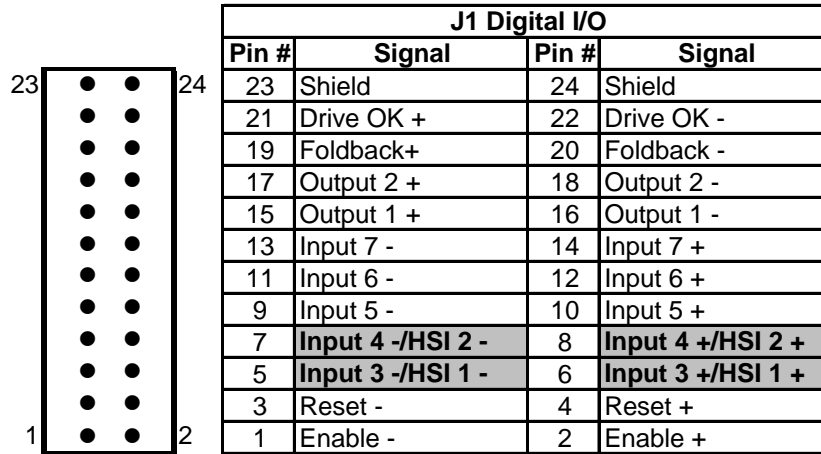 J1 Digital I/O
Pin # Signal Pin # Signal
23 24 23 Shield 24 Shield
21 Drive OK + 22 Drive OK -
19 Foldback+ 20 Foldback -
17 Output 2 + 18 Output 2 -
15 Output 1 + 16 Output 1 -
13 Input 7 - 14 Input 7 +
11 Input 6 - 12 Input 6 +
9 Input 5 - 10 Input 5 +
7 Input 4 -/HSI 2 - 8 Input 4 +/HSI 2 +
5 Input 3 -/HSI 1 - 6 Input 3 +/HSI 1 +
3 Reset - 4 Reset +
1 2 1 Enable - 2 Enable +